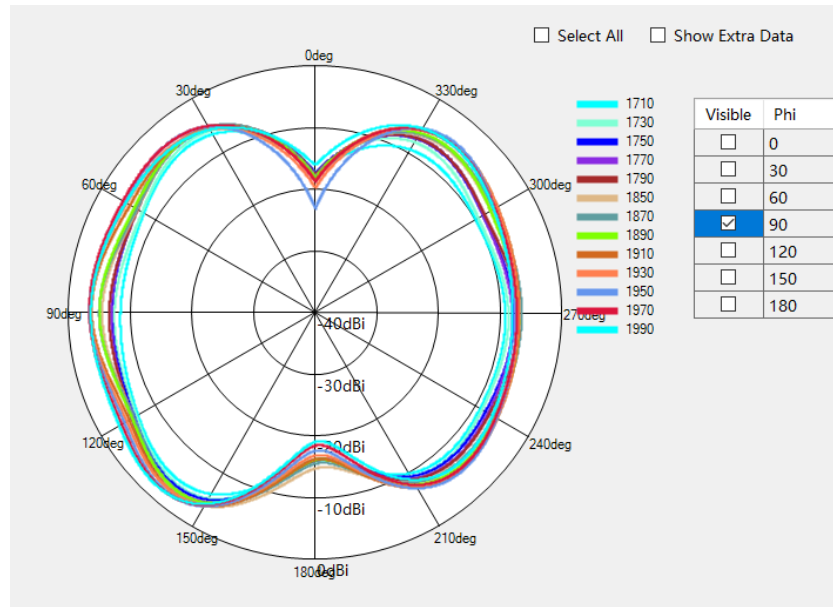 Select All
Show Extra Data
0deg
30deg
330deg
60deg
300deg
90deg
270deg
120deg
240deg
150deg
210deg
180deg
-40dBi
-30dBi
-20dBi
-10dBi
0dBi
1710
1730
1750
1770
1790
1850
1870
1890
1910
1930
1950
1970
1990
Visible Phi
0
30
60
90
120
150
180